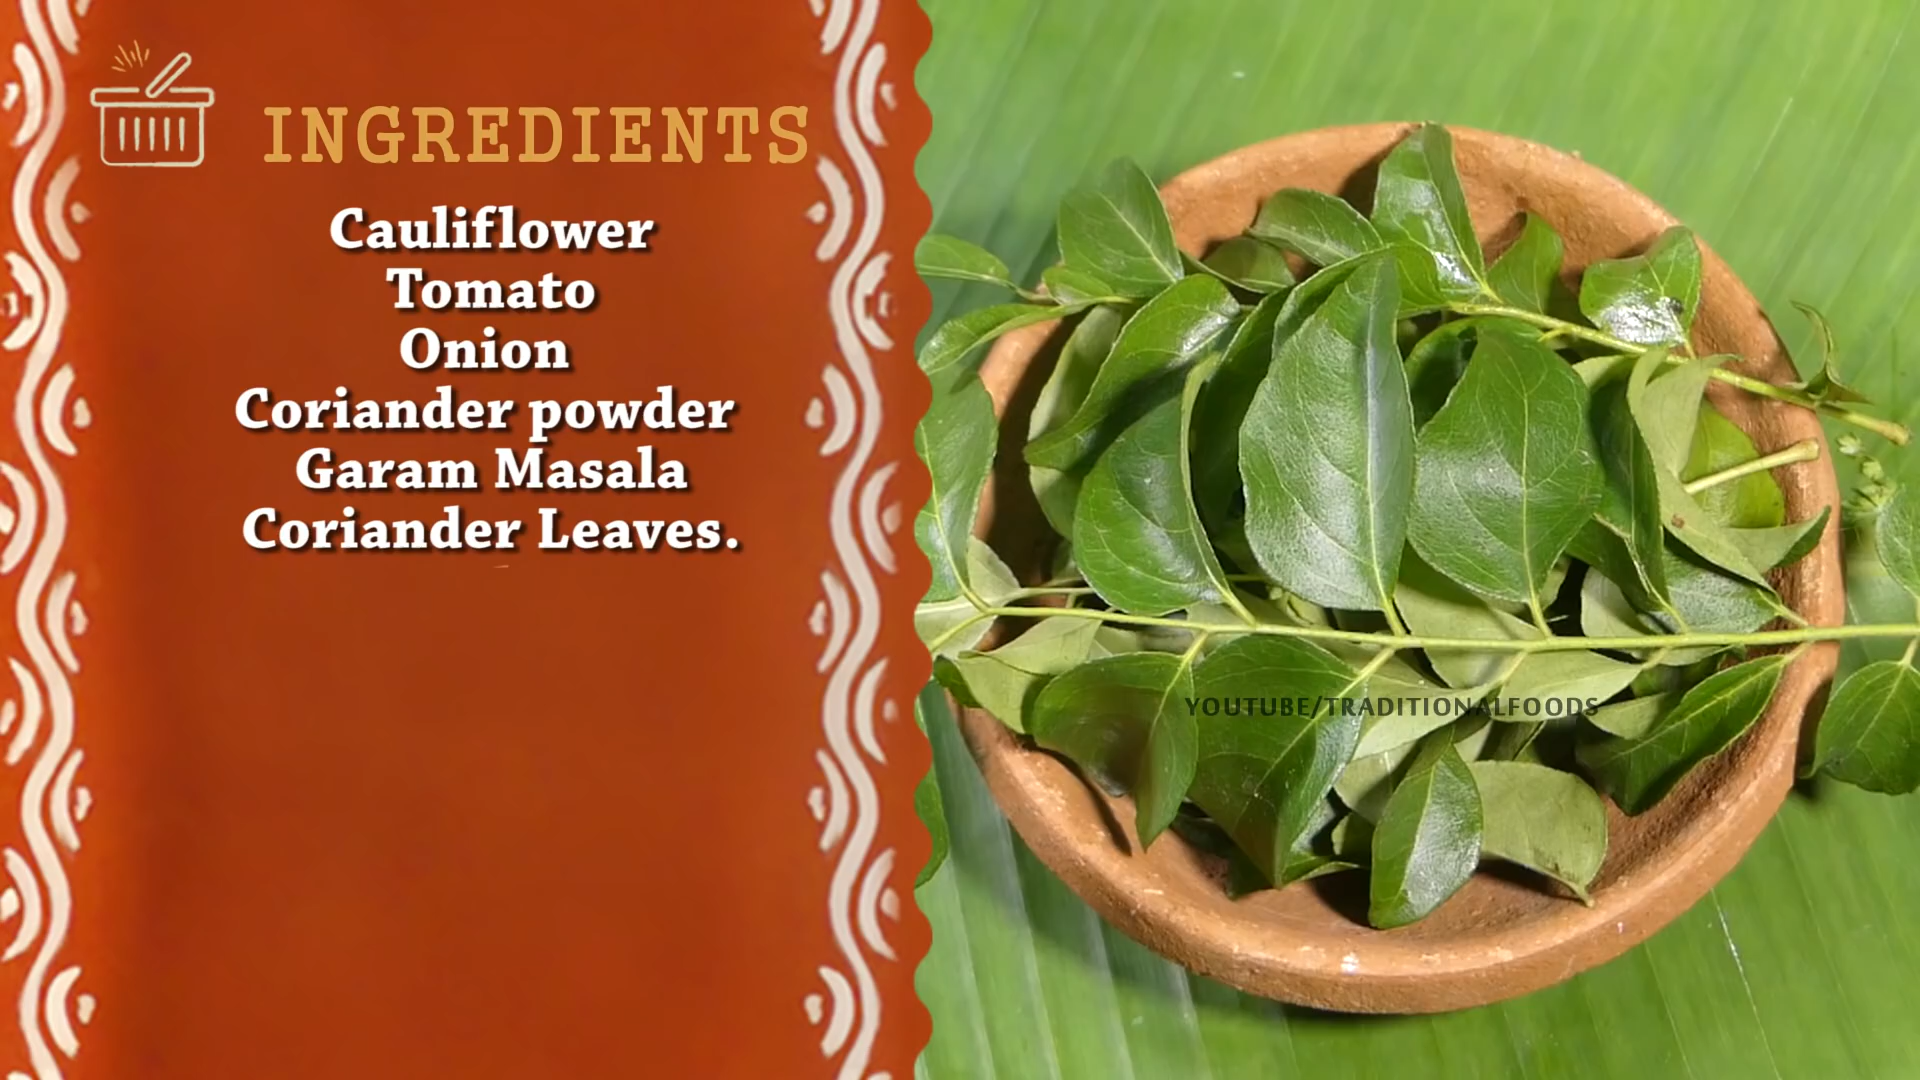 INGREDIENTS
Cauliflower
Tomato
Onion
Coriander powder
Garam Masala
Coriander Leaves.
YOUTUBE/TRADITIONALFOODS